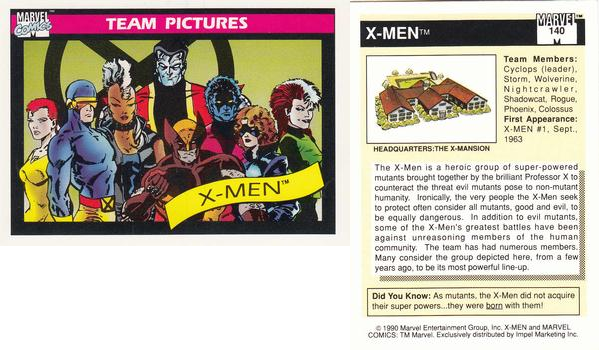 MARVEL
COMICS
TEAM PICTURES
X-MEN™
X-MEN™
MARVEL™
140
Team Members:
Cyclops (leader),
Storm, Wolverine,
Nightcrawler,
Shadowcat, Rogue,
Phoenix, Colossus
First Appearance:
X-MEN #1, Sept.,
1963
HEADQUARTERS:THE X-MANSION
The X-Men is a heroic group of super-powered
mutants brought together by the brilliant Professor X to
counteract the threat evil mutants pose to non-mutant
humanity. Ironically, the very people the X-Men seek
to protect often consider all mutants, good and evil, to
be equally dangerous. In addition to evil mutants,
some of the X-Men's greatest battles have been
against unreasoning members of the human
community. The team has had numerous members.
Many consider the group depicted here, from a few
years ago, to be its most powerful line-up.
Did You Know: As mutants, the X-Men did not acquire
their super powers...they were born with them!
© 1990 Marvel Entertainment Group, Inc. X-MEN and MARVEL
COMICS: TM Marvel. Exclusively distributed by Impel Marketing Inc.